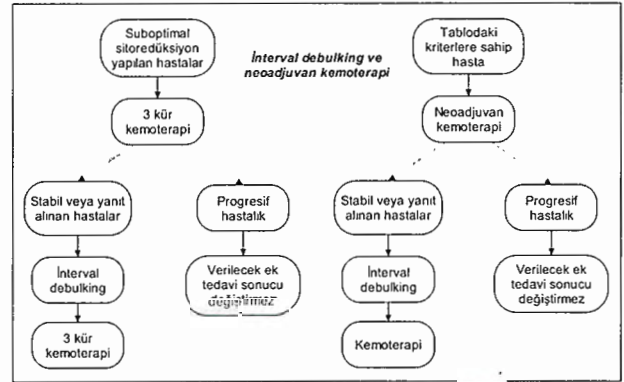 Suboptimal
sitoredüksiyon
yapılan hastalar
İnterval debulking ve
neoadjuvan kemoterapi
Tablodaki
kriterlere sahip
hasta
3 kür
kemoterapi
Neoadjuvan
kemoterapi
Stabil veya yanıt
alınan hastalar
Progresif
hastalık
Stabil veya yanıt
alınan hastalar
Progresif
hastalık
İnterval
debulking
Verilecek ek
tedavi sonucu
değiştirmez
İnterval
debulking
Verilecek ek
tedavi sonucu
değiştirmez
3 kür
kemoterapi
Kemoterapi